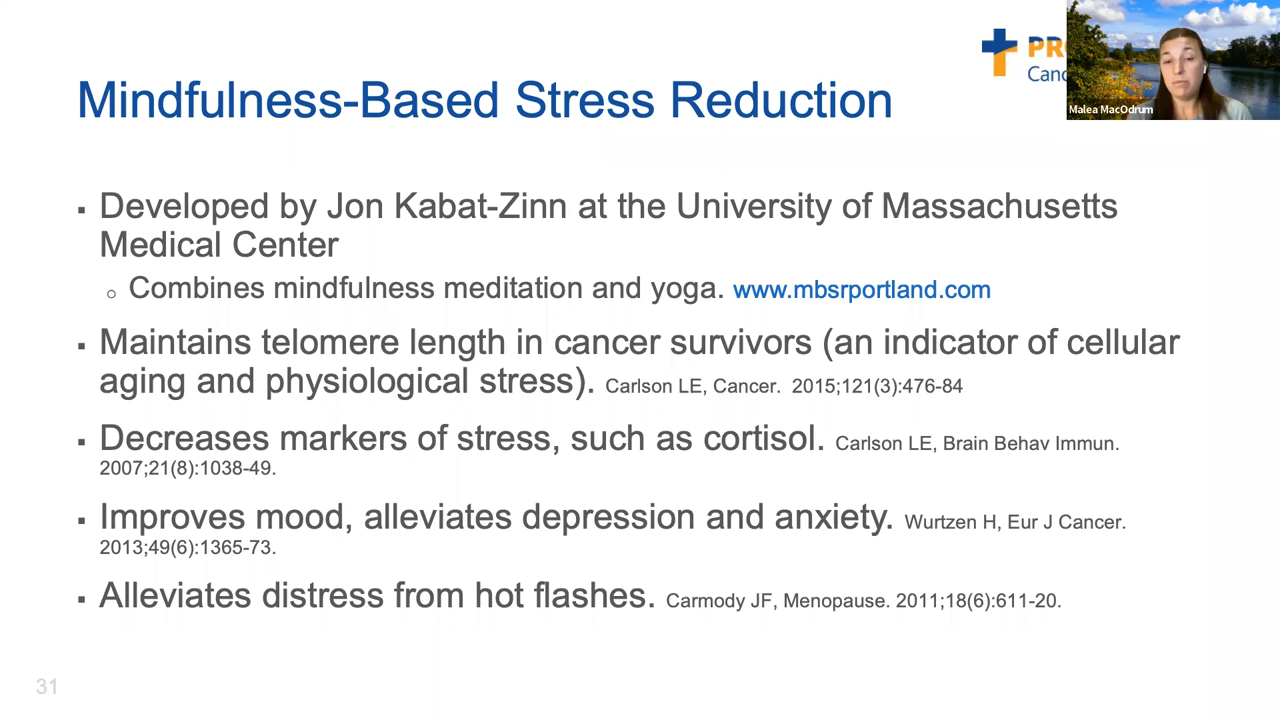 PRO
Canc
Malea MacOdrum
Mindfulness-Based Stress Reduction
▪ Developed by Jon Kabat-Zinn at the University of Massachusetts
Medical Center
○ Combines mindfulness meditation and yoga. www.mbsrportland.com
▪ Maintains telomere length in cancer survivors (an indicator of cellular
aging and physiological stress). Carlson LE, Cancer. 2015;121(3):476-84
▪ Decreases markers of stress, such as cortisol. Carlson LE, Brain Behav Immun.
2007;21(8):1038-49.
▪ Improves mood, alleviates depression and anxiety. Wurtzen H, Eur J Cancer.
2013;49(6):1365-73.
▪ Alleviates distress from hot flashes. Carmody JF, Menopause. 2011;18(6):611-20.
31